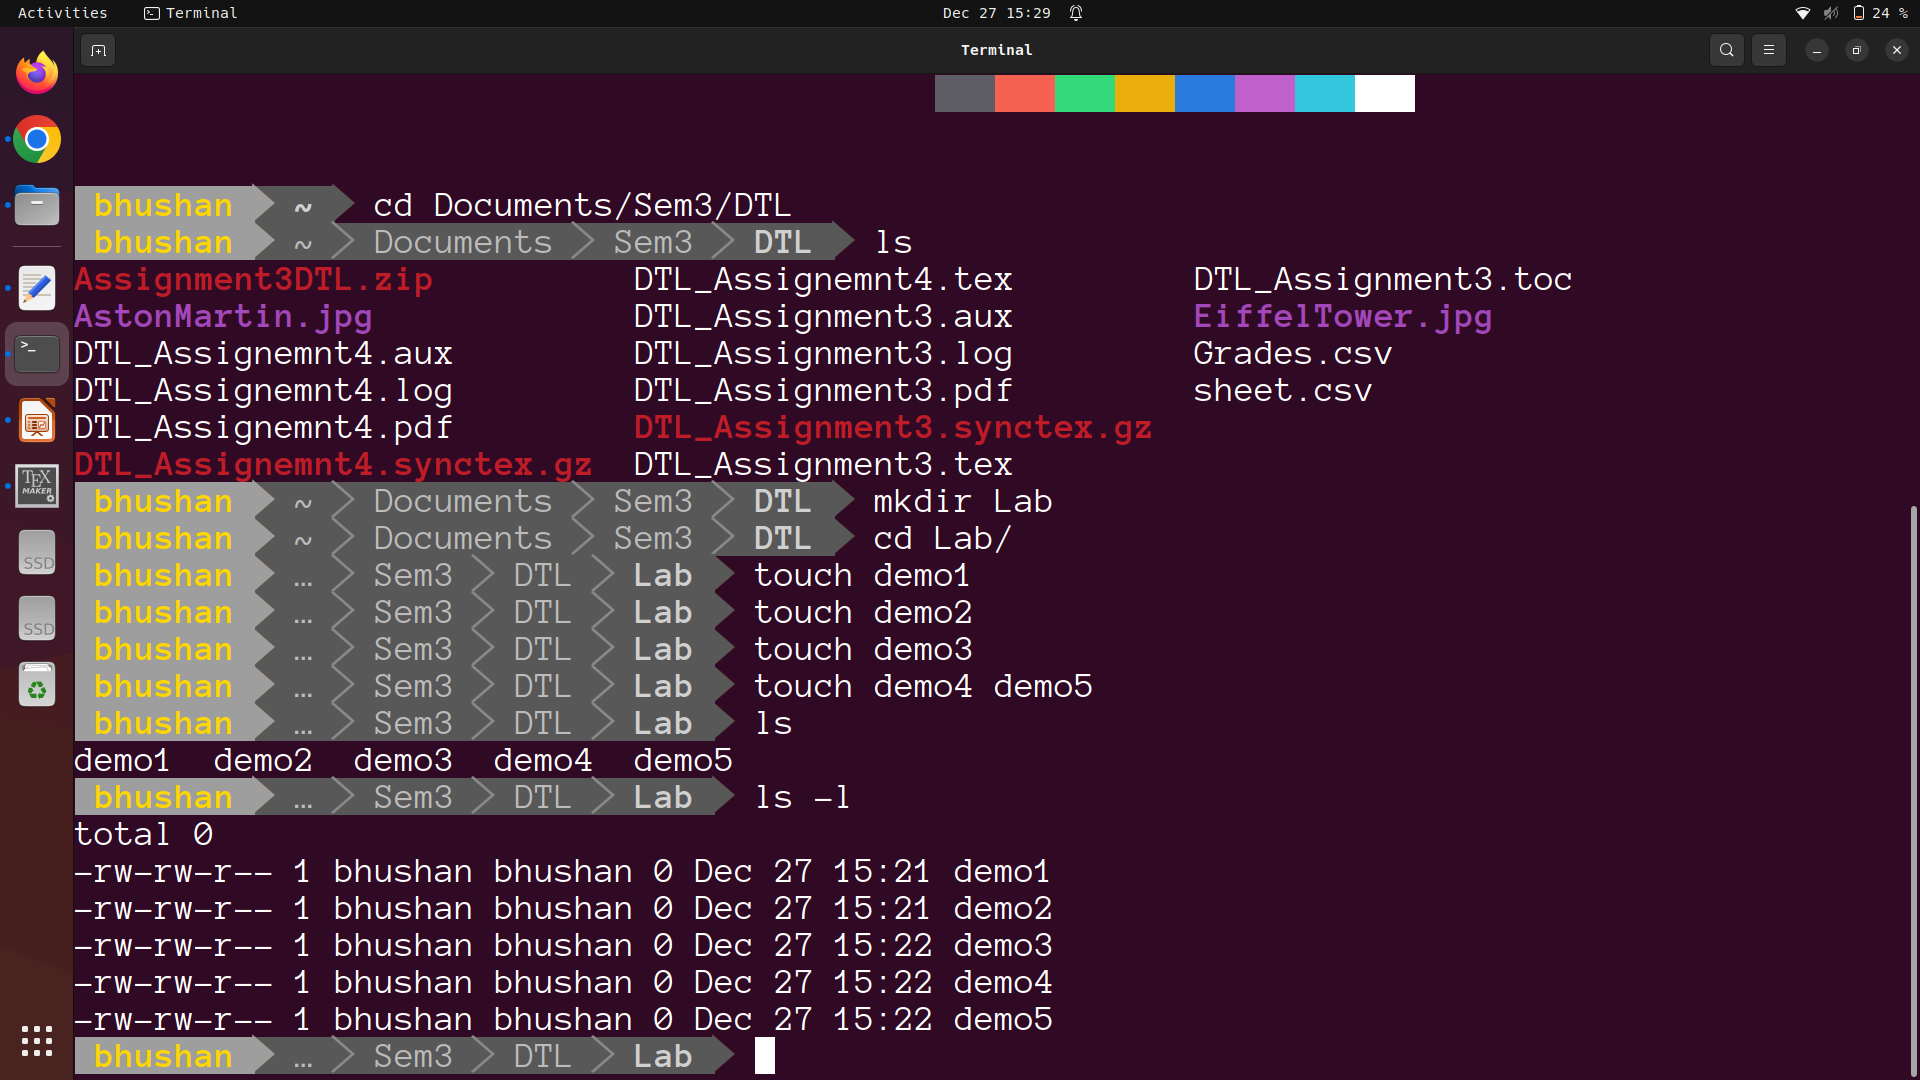 Activities Terminal Dec 27 15:29 24 %
Terminal
bhushan ~ cd Documents/Sem3/DTL
bhushan ~ Documents Sem3 DTL ls
Assignment3DTL.zip DTL_Assignemnt4.tex DTL_Assignment3.toc
AstonMartin.jpg DTL_Assignment3.aux EiffelTower.jpg
DTL_Assignemnt4.aux DTL_Assignment3.log Grades.csv
DTL_Assignemnt4.log DTL_Assignment3.pdf sheet.csv
DTL_Assignemnt4.pdf DTL_Assignment3.synctex.gz
DTL_Assignemnt4.synctex.gz DTL_Assignment3.tex
bhushan ~ Documents Sem3 DTL mkdir Lab
bhushan ~ Documents Sem3 DTL cd Lab/
bhushan … Sem3 DTL Lab touch demo1
bhushan … Sem3 DTL Lab touch demo2
bhushan … Sem3 DTL Lab touch demo3
bhushan … Sem3 DTL Lab touch demo4 demo5
bhushan … Sem3 DTL Lab ls
demo1 demo2 demo3 demo4 demo5
bhushan … Sem3 DTL Lab ls -l
total 0
-rw-rw-r-- 1 bhushan bhushan 0 Dec 27 15:21 demo1
-rw-rw-r-- 1 bhushan bhushan 0 Dec 27 15:21 demo2
-rw-rw-r-- 1 bhushan bhushan 0 Dec 27 15:22 demo3
-rw-rw-r-- 1 bhushan bhushan 0 Dec 27 15:22 demo4
-rw-rw-r-- 1 bhushan bhushan 0 Dec 27 15:22 demo5
bhushan … Sem3 DTL Lab
>_
TEX
MAKER
SSD
SSD